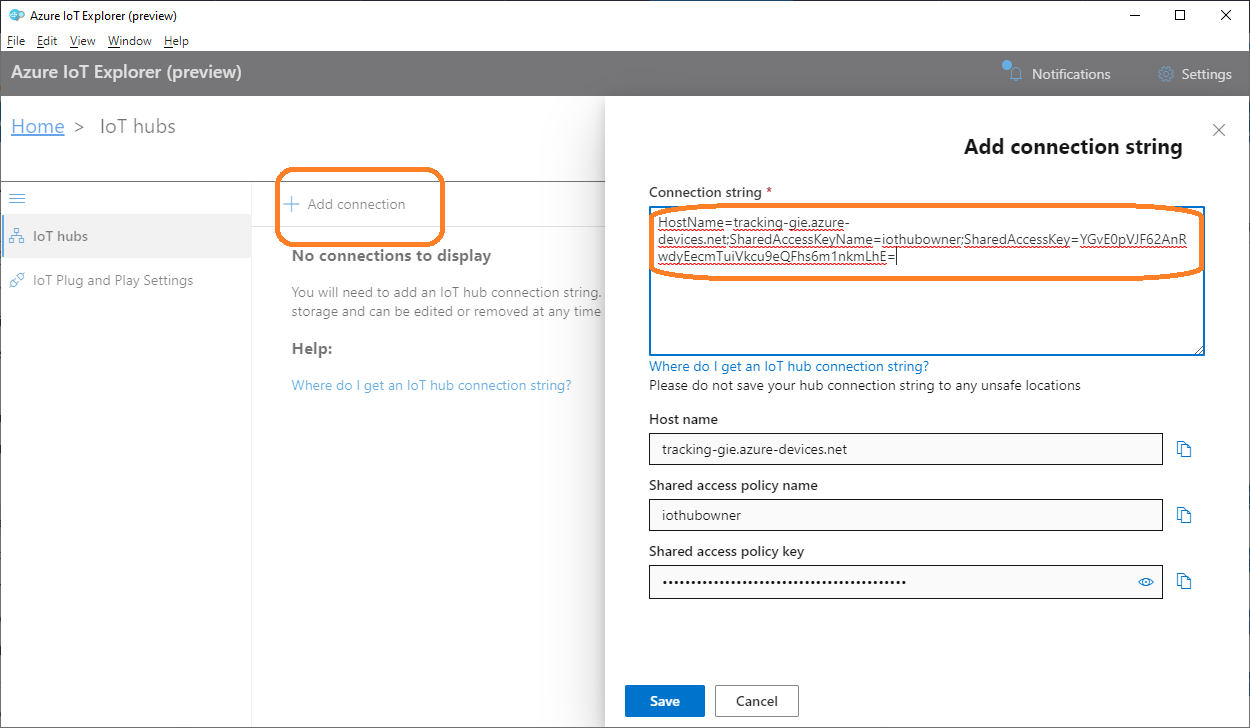 Azure IoT Explorer (preview)
File Edit View Window Help
Azure IoT Explorer (preview)
Notifications
Settings
Home > IoT hubs
Add connection string
Connection string *
HostName=tracking-gie.azure-
devices.net;SharedAccessKeyName=iothubowner;SharedAccessKey=YGvE0pVJF62AnR
wdyEecmTuiVkcu9eQFhs6m1nkmLhE=
Where do I get an IoT hub connection string?
Please do not save your hub connection string to any unsafe locations
Host name
tracking-gie.azure-devices.net
Shared access policy name
iothubowner
Shared access policy key
••••••••••••••••••••••••••••••••••••••••••••
Save
Cancel
IoT hubs
IoT Plug and Play Settings
Add connection
No connections to display
You will need to add an IoT hub connection string.
storage and can be edited or removed at any time
Help:
Where do I get an IoT hub connection string?